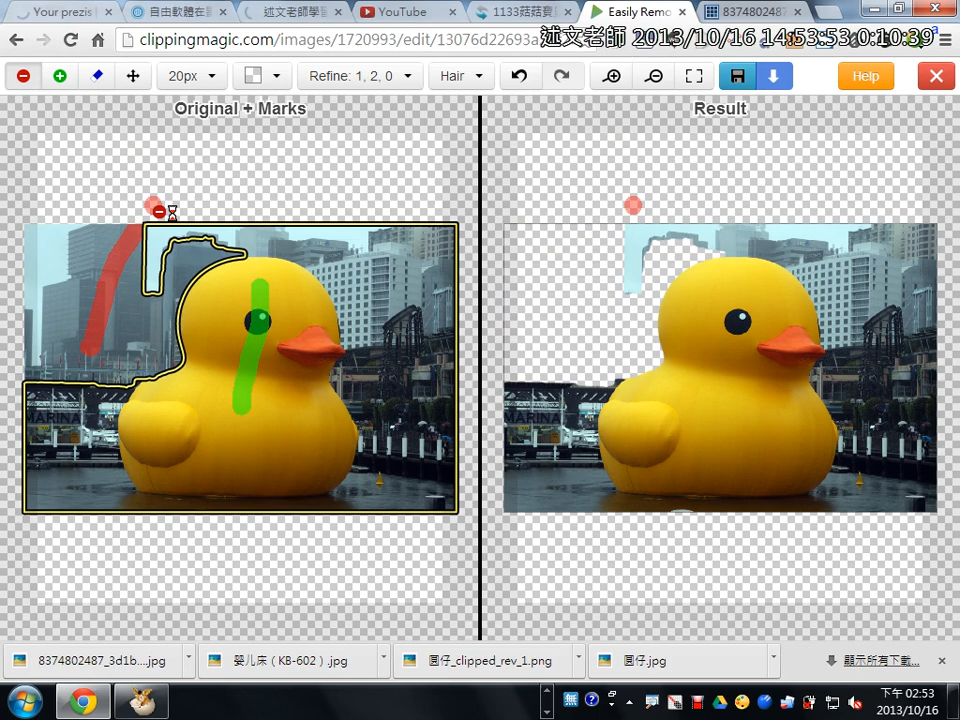 Your prezis
自由軟體在
述文老師學
YouTube
1133菇菇寶
Easily Remo
8374802487
clippingmagic.com/images/1720993/edit/13076d22693a
述文老師 2013/10/16 14:53:53 0:10:39
20px
Refine: 1, 2, 0
Hair
Help
Original + Marks
Result
MARINA
MARINA
8374802487_3d1b....jpg
嬰儿床（KB-602）.jpg
圓仔_clipped_rev_1.png
圓仔.jpg
顯示所有下載...
下午 02:53
2013/10/16